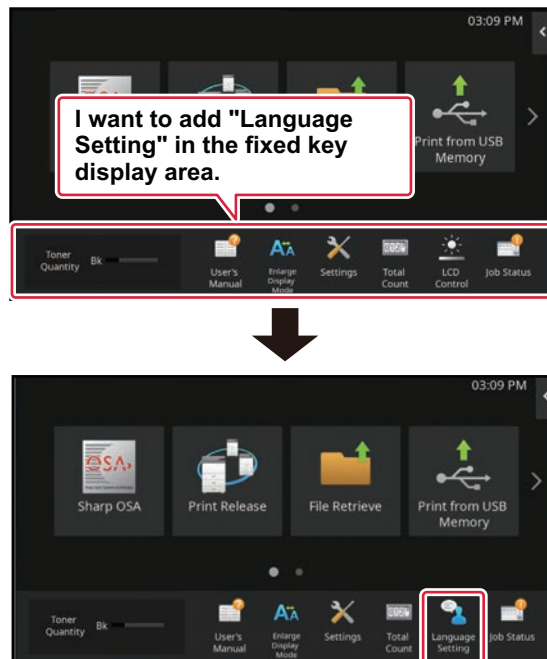 03:09 PM
I want to add "Language
Setting" in the fixed key
display area.
Print from USB
Memory
Toner
Quantity
Bk
User's
Manual
Enlarge
Display
Mode
Settings
Total
Count
LCD
Control
Job Status
03:09 PM
OSA
Sharp OSA
Print Release
File Retrieve
Print from USB
Memory
Toner
Quantity
Bk
User's
Manual
Enlarge
Display
Mode
Settings
Total
Count
Language
Setting
Job Status